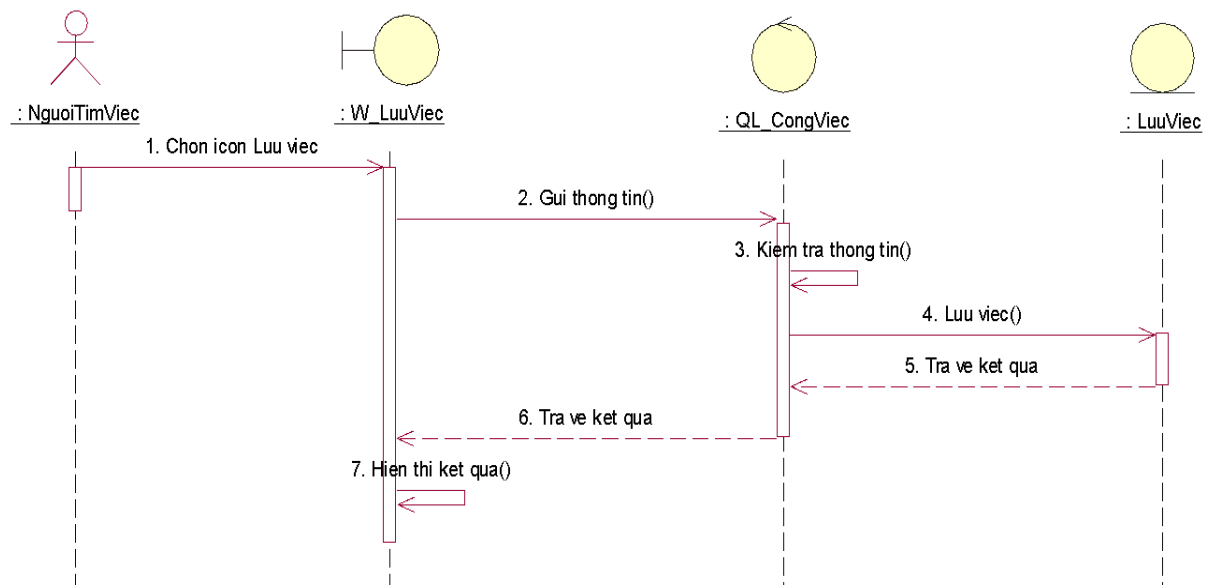 : NguoiTimViec
: W_LuuViec
: QL_CongViec
: LuuViec
1. Chon icon Luu viec
2. Gui thong tin()
3. Kiem tra thong tin()
4. Luu viec()
5. Tra ve ket qua
6. Tra ve ket qua
7. Hien thi ket qua()